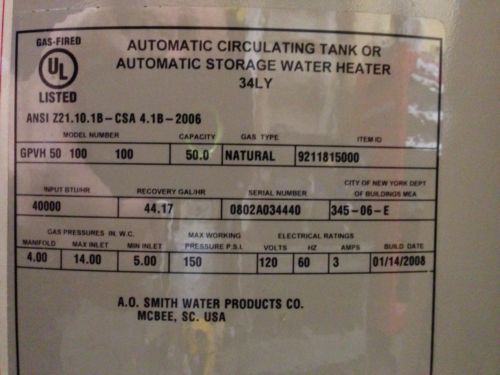 GAS-FIRED
UL
LISTED
AUTOMATIC CIRCULATING TANK OR
AUTOMATIC STORAGE WATER HEATER
34LY
ANSI Z21.10.1B-CSA 4.1B-2006
MODEL NUMBER CAPACITY GAS TYPE ITEM ID
GPVH 50 100 100 50.0 NATURAL 9211815000
INPUT BTU/HR RECOVERY GAL/HR SERIAL NUMBER CITY OF NEW YORK DEPT
OF BUILDINGS MEA
40000 44.17 0802A034440 345-06-E
GAS PRESSURES IN. W.C. MAX WORKING ELECTRICAL RATINGS
MANIFOLD MAX INLET MIN INLET PRESSURE P.S.I. VOLTS HZ AMPS BUILD DATE
4.00 14.00 5.00 150 120 60 3 01/14/2008
A.O. SMITH WATER PRODUCTS CO.
MCBEE, SC. USA